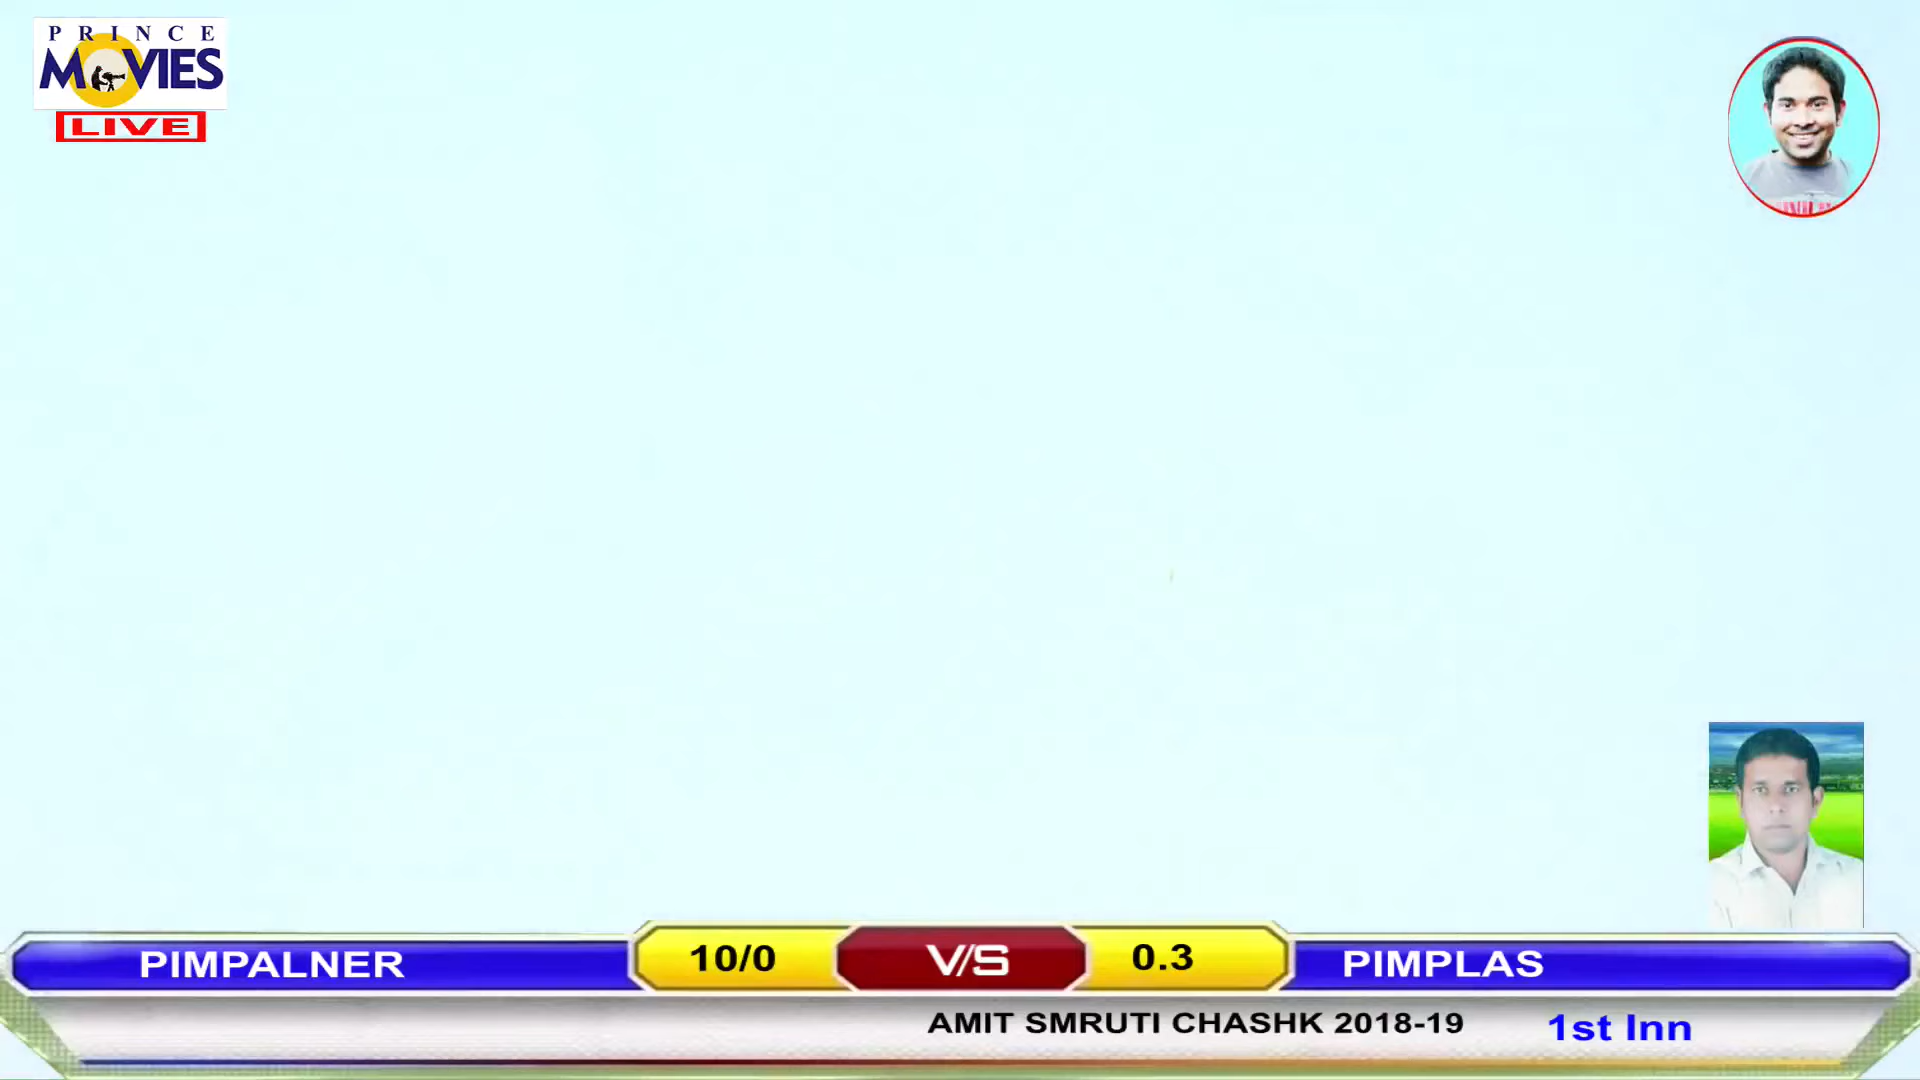 PRINCE
MOVIES
LIVE
PIMPALNER 10/0 V/S 0.3 PIMPLAS
AMIT SMRUTI CHASHK 2018-19 1st Inn